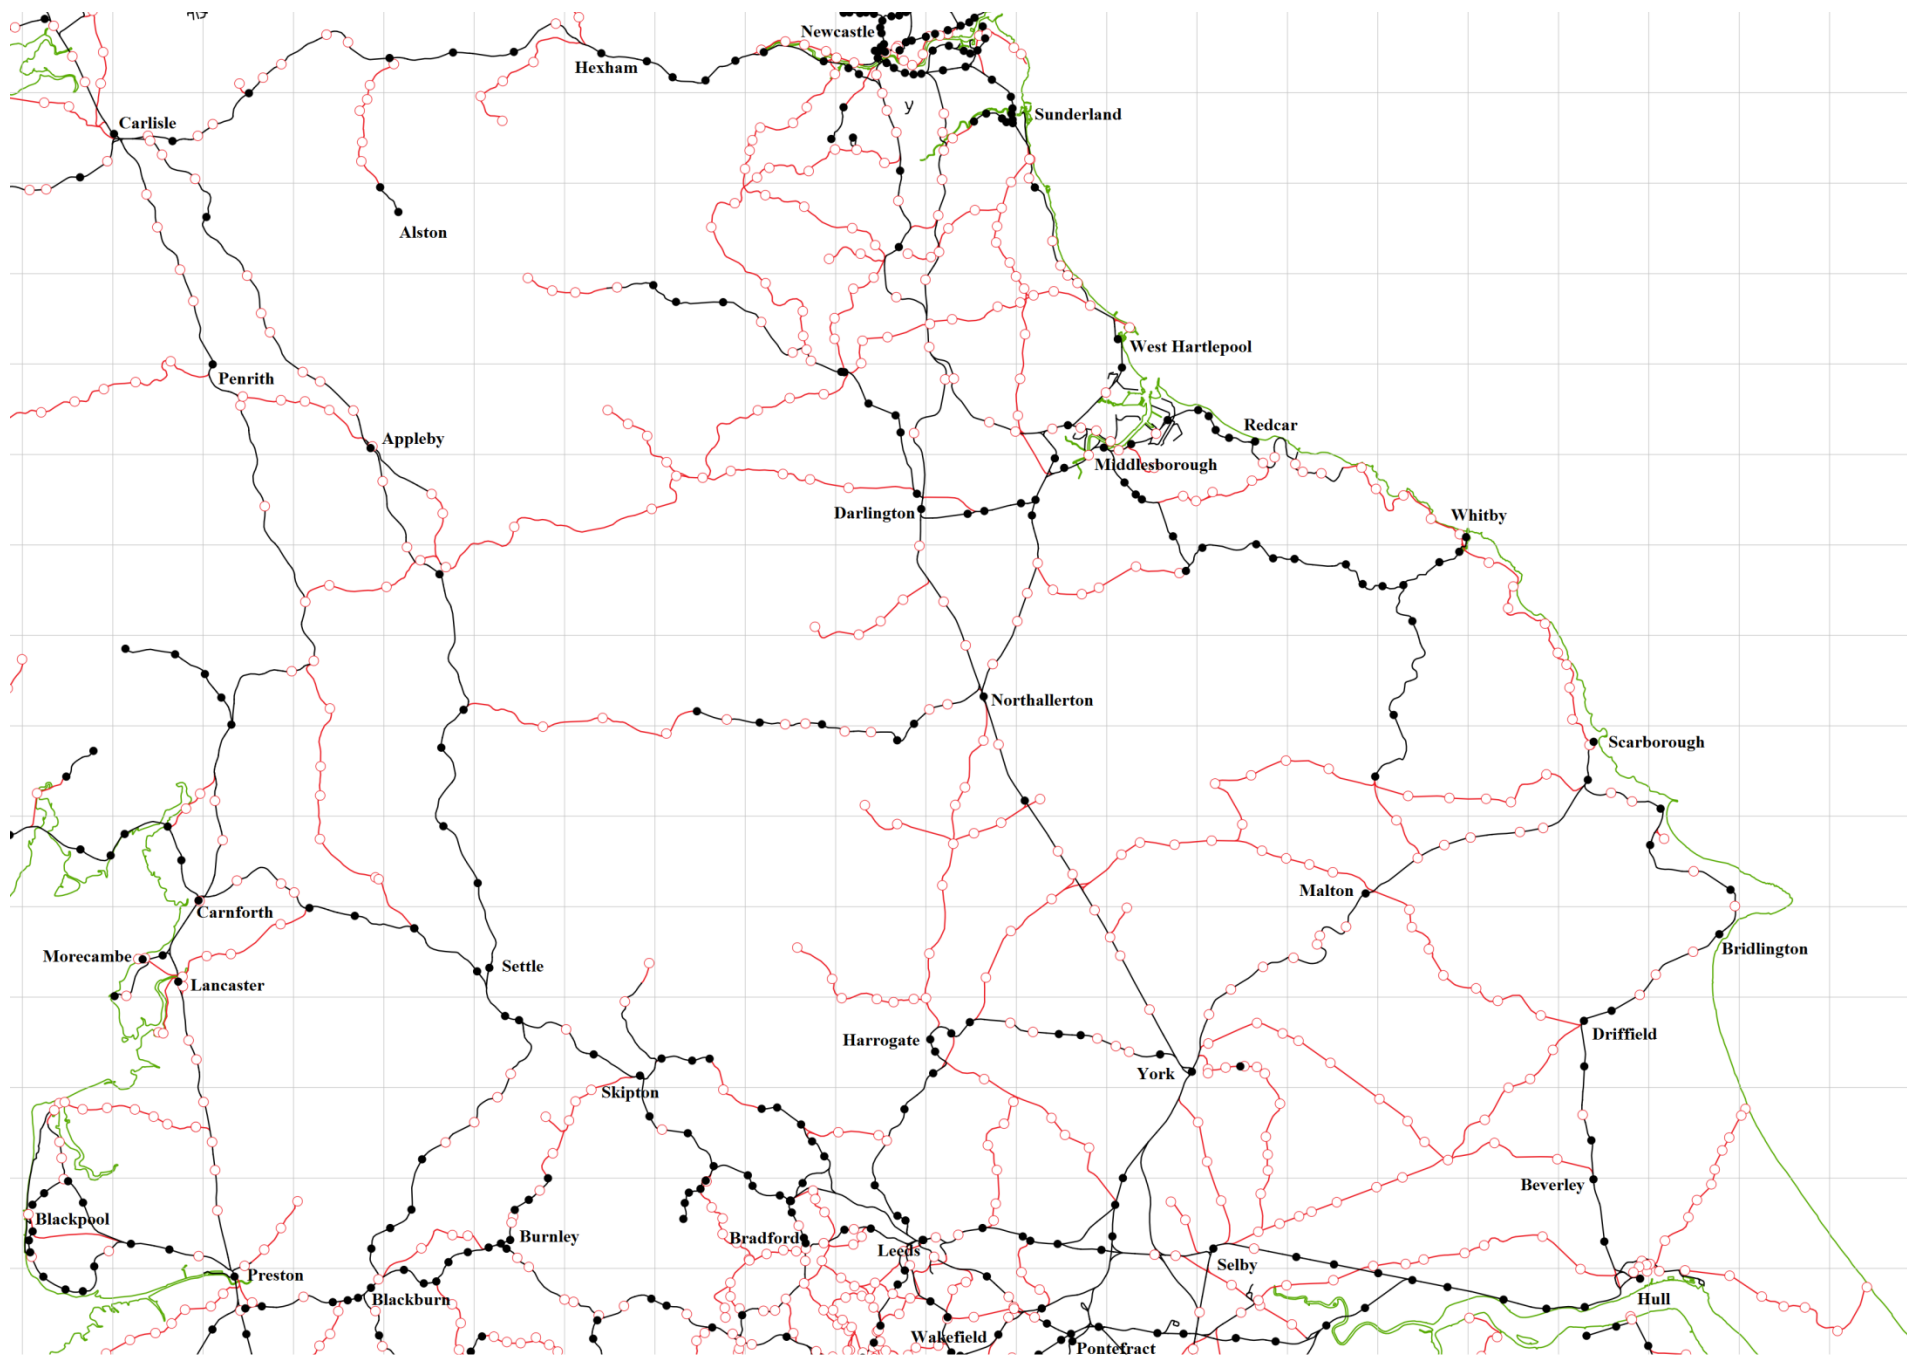 Newcastle
Hexham
y
Sunderland
Carlisle
Alston
West Hartlepool
Penrith
Redcar
Appleby
Middlesborough
Darlington
Whitby
Northallerton
Scarborough
Malton
Carnforth
Bridlington
Morecambe
Settle
Lancaster
Driffield
Harrogate
York
Skipton
Beverley
Blackpool
Burnley
Bradford
Leeds
Selby
Preston
Hull
Blackburn
Wakefield
Pontefract